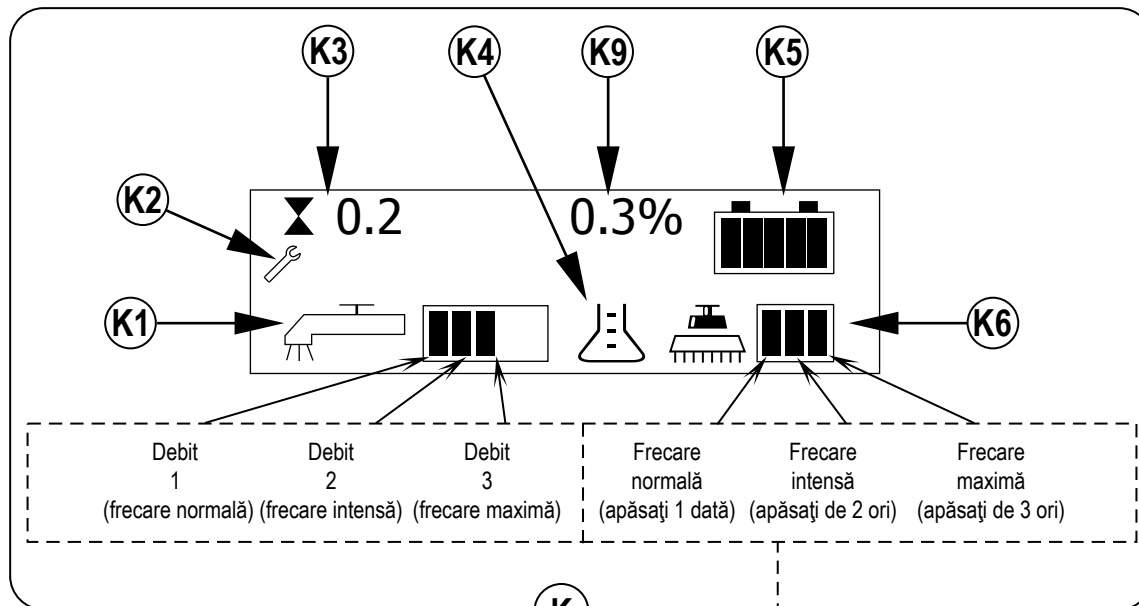 K3 K4 K9 K5
K2
0.2 0.3%
K1 K6
Debit Debit Debit Frecare Frecare Frecare
1 2 3 normală intensă maximă
(frecare normală) (frecare intensă) (frecare maximă) (apăsaţi 1 dată) (apăsaţi de 2 ori) (apăsaţi de 3 ori)
K